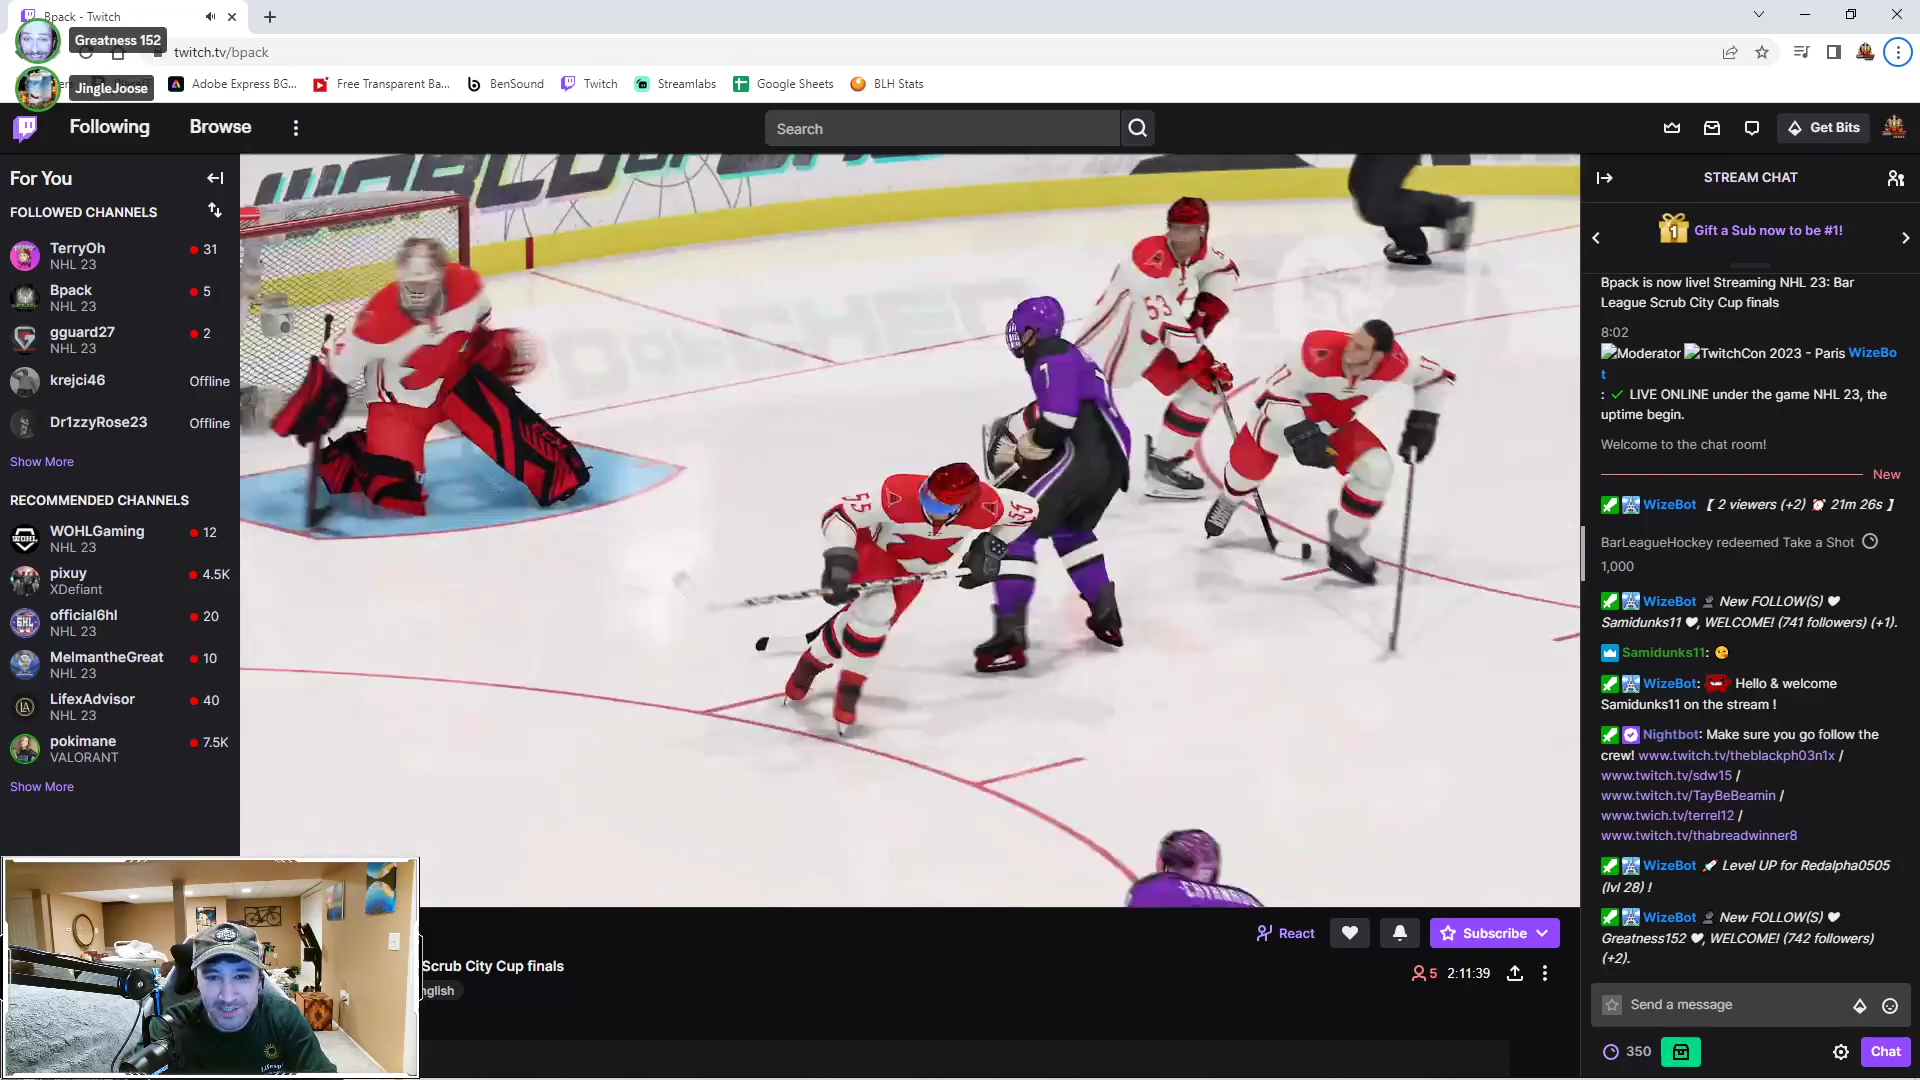 Bpack - Twitch
Greatness 152
twitch.tv/bpack
JingleJoose
Adobe Express BG...
Free Transparent Ba...
BenSound
Twitch
Streamlabs
Google Sheets
BLH Stats
Following
Browse
Search
Get Bits
For You
FOLLOWED CHANNELS
TerryOh
31
NHL 23
Bpack
5
NHL 23
gguard27
2
NHL 23
krejci46
Offline
Dr1zzyRose23
Offline
Show More
RECOMMENDED CHANNELS
WOHLGaming
12
NHL 23
pixuy
4.5K
XDefiant
official6hl
20
NHL 23
MelmantheGreat
10
NHL 23
LifexAdvisor
40
NHL 23
pokimane
7.5K
VALORANT
Show More
53
7
55
55
React
Subscribe
Scrub City Cup finals
nglish
5
2:11:39
STREAM CHAT
1
Gift a Sub now to be #1!
Bpack is now live! Streaming NHL 23: Bar
League Scrub City Cup finals
8:02
Moderator TwitchCon 2023 - Paris WizeBo
t
: ✓ LIVE ONLINE under the game NHL 23, the
uptime begin.
Welcome to the chat room!
New
WizeBot 【 2 viewers (+2) ⏰ 21m 26s 】
BarLeagueHockey redeemed Take a Shot
1,000
WizeBot New FOLLOW(S) ♥
Samidunks11 ♥, WELCOME! (741 followers) (+1).
Samidunks11: 😘
WizeBot: Hello & welcome
Samidunks11 on the stream !
Nightbot: Make sure you go follow the
crew! www.twitch.tv/theblackph03n1x /
www.twitch.tv/sdw15 /
www.twitch.tv/TayBeBeamin /
www.twich.tv/terrel12 /
www.twitch.tv/thabreadwinner8
WizeBot 🚀 Level UP for Redalpha0505
(lvl 28) !
WizeBot New FOLLOW(S) ♥
Greatness152 ♥, WELCOME! (742 followers)
(+2).
Send a message
350
Chat